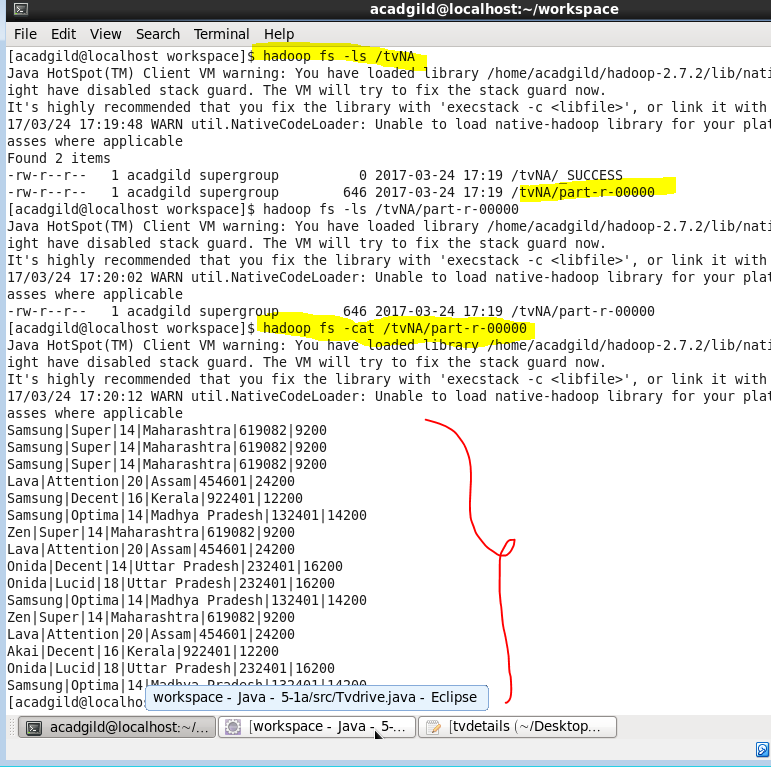 acadgild@localhost:~/workspace
File Edit View Search Terminal Help
[acadgild@localhost workspace]$ hadoop fs -ls /tvNA
Java HotSpot(TM) Client VM warning: You have loaded library /home/acadgild/hadoop-2.7.2/lib/nati
ight have disabled stack guard. The VM will try to fix the stack guard now.
It's highly recommended that you fix the library with 'execstack -c <libfile>', or link it with
17/03/24 17:19:48 WARN util.NativeCodeLoader: Unable to load native-hadoop library for your plat
asses where applicable
Found 2 items
-rw-r--r-- 1 acadgild supergroup 0 2017-03-24 17:19 /tvNA/_SUCCESS
-rw-r--r-- 1 acadgild supergroup 646 2017-03-24 17:19 /tvNA/part-r-00000
[acadgild@localhost workspace]$ hadoop fs -ls /tvNA/part-r-00000
Java HotSpot(TM) Client VM warning: You have loaded library /home/acadgild/hadoop-2.7.2/lib/nati
ight have disabled stack guard. The VM will try to fix the stack guard now.
It's highly recommended that you fix the library with 'execstack -c <libfile>', or link it with
17/03/24 17:20:02 WARN util.NativeCodeLoader: Unable to load native-hadoop library for your plat
asses where applicable
-rw-r--r-- 1 acadgild supergroup 646 2017-03-24 17:19 /tvNA/part-r-00000
[acadgild@localhost workspace]$ hadoop fs -cat /tvNA/part-r-00000
Java HotSpot(TM) Client VM warning: You have loaded library /home/acadgild/hadoop-2.7.2/lib/nati
ight have disabled stack guard. The VM will try to fix the stack guard now.
It's highly recommended that you fix the library with 'execstack -c <libfile>', or link it with
17/03/24 17:20:12 WARN util.NativeCodeLoader: Unable to load native-hadoop library for your plat
asses where applicable
Samsung|Super|14|Maharashtra|619082|9200
Samsung|Super|14|Maharashtra|619082|9200
Samsung|Super|14|Maharashtra|619082|9200
Lava|Attention|20|Assam|454601|24200
Samsung|Decent|16|Kerala|922401|12200
Samsung|Optima|14|Madhya Pradesh|132401|14200
Zen|Super|14|Maharashtra|619082|9200
Lava|Attention|20|Assam|454601|24200
Onida|Decent|14|Uttar Pradesh|232401|16200
Onida|Lucid|18|Uttar Pradesh|232401|16200
Samsung|Optima|14|Madhya Pradesh|132401|14200
Zen|Super|14|Maharashtra|619082|9200
Lava|Attention|20|Assam|454601|24200
Akai|Decent|16|Kerala|922401|12200
Onida|Lucid|18|Uttar Pradesh|232401|16200
Samsung|Optima|14|Madhya Pradesh|132401|14200
[acadgild@loca
workspace - Java - 5-1a/src/Tvdrive.java - Eclipse
acadgild@localhost:~/... [workspace - Java - 5-... [tvdetails (~/Desktop...